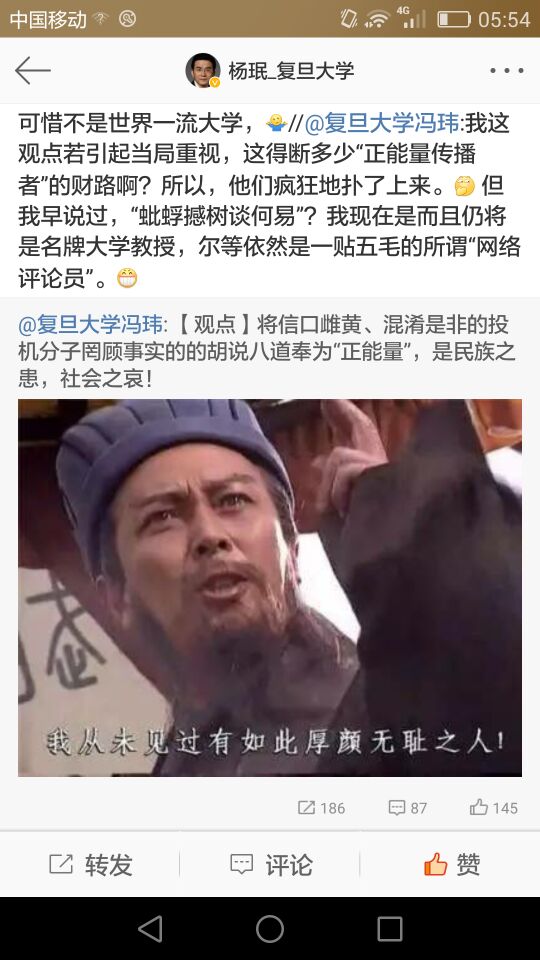 中国移动
4G
05:54
杨珉_复旦大学
可惜不是世界一流大学，🤷//@复旦大学冯玮:我这
观点若引起当局重视，这得断多少“正能量传播
者”的财路啊？所以，他们疯狂地扑了上来。🤔 但
我早说过，“蚍蜉撼树谈何易”？我现在是而且仍将
是名牌大学教授，尔等依然是一贴五毛的所谓“网络
评论员”。😁
@复旦大学冯玮:【观点】将信口雌黄、混淆是非的投
机分子罔顾事实的的胡说八道奉为“正能量”，是民族之
患，社会之哀！
我从未见过有如此厚颜无耻之人!
186 87 145
转发 评论 赞